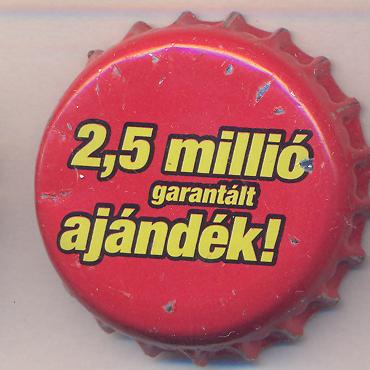 2,5 millió
garantált
ajándék!